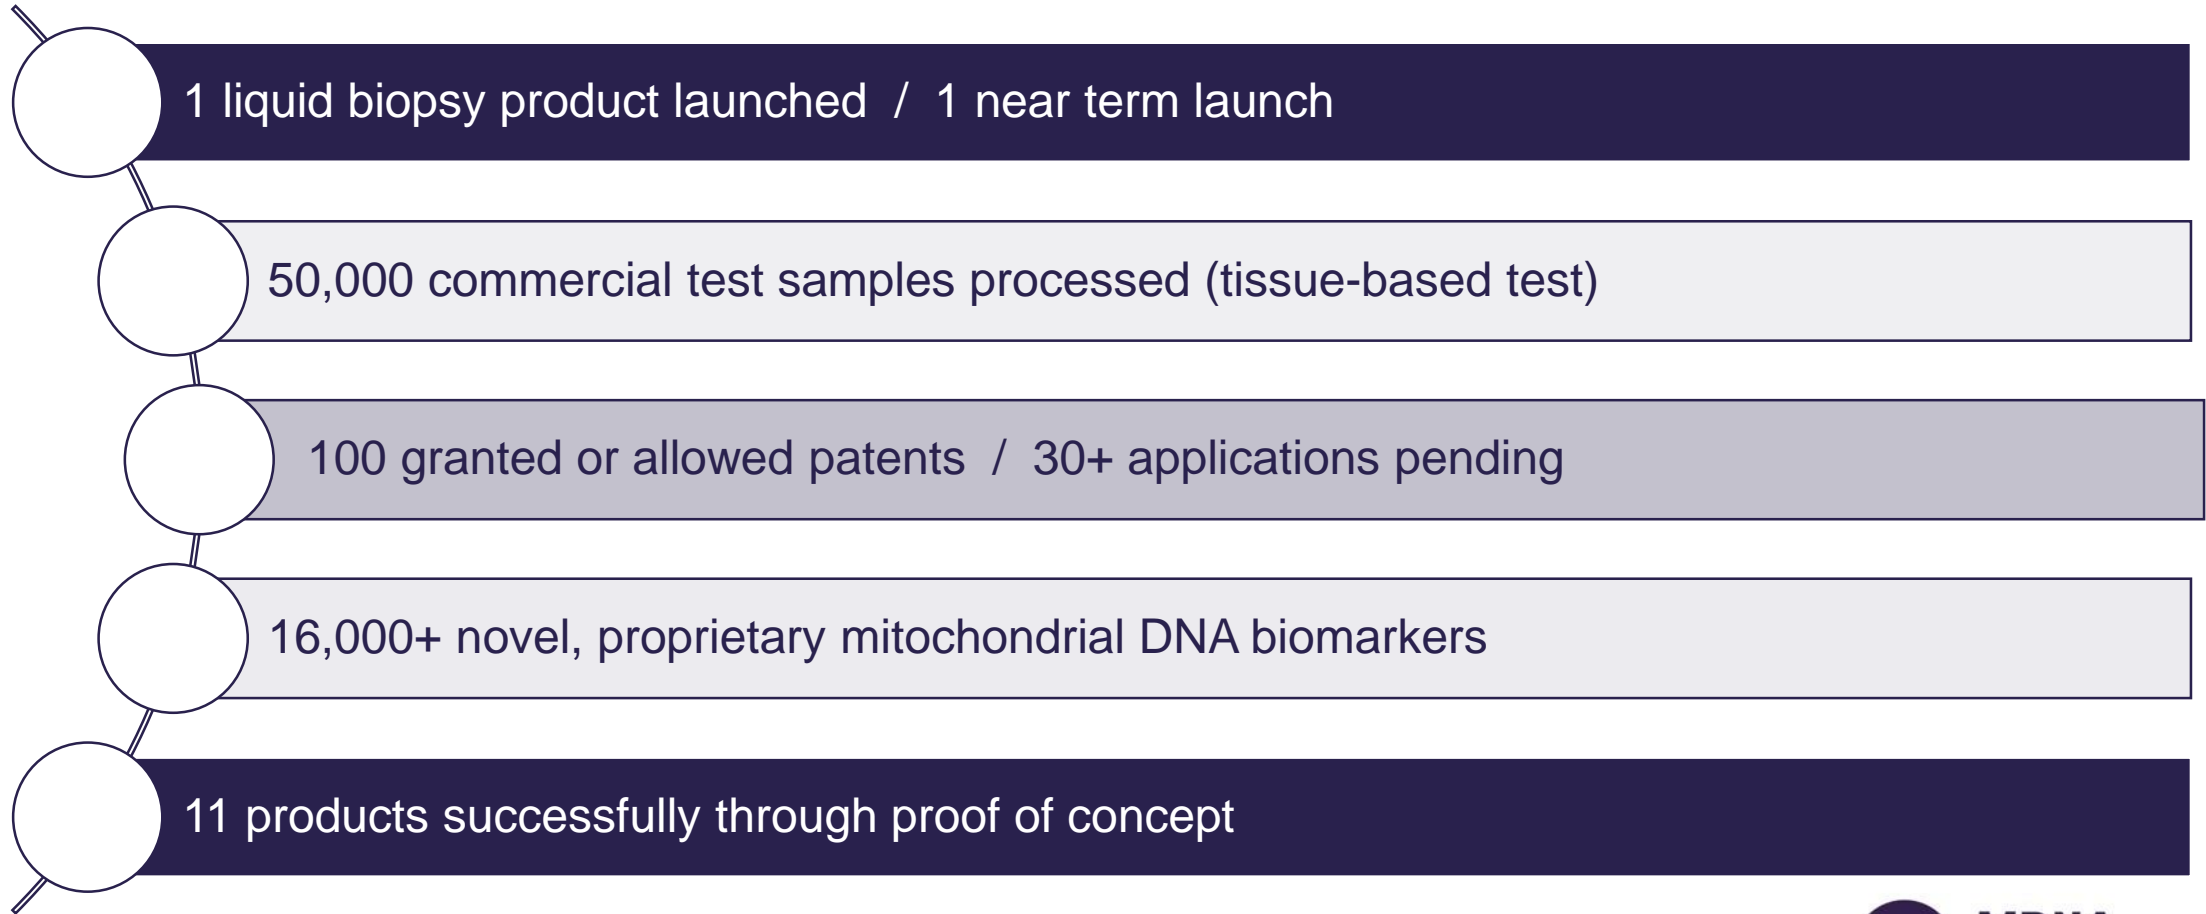 1 liquid biopsy product launched / 1 near term launch
50,000 commercial test samples processed (tissue-based test)
100 granted or allowed patents / 30+ applications pending
16,000+ novel, proprietary mitochondrial DNA biomarkers
11 products successfully through proof of concept